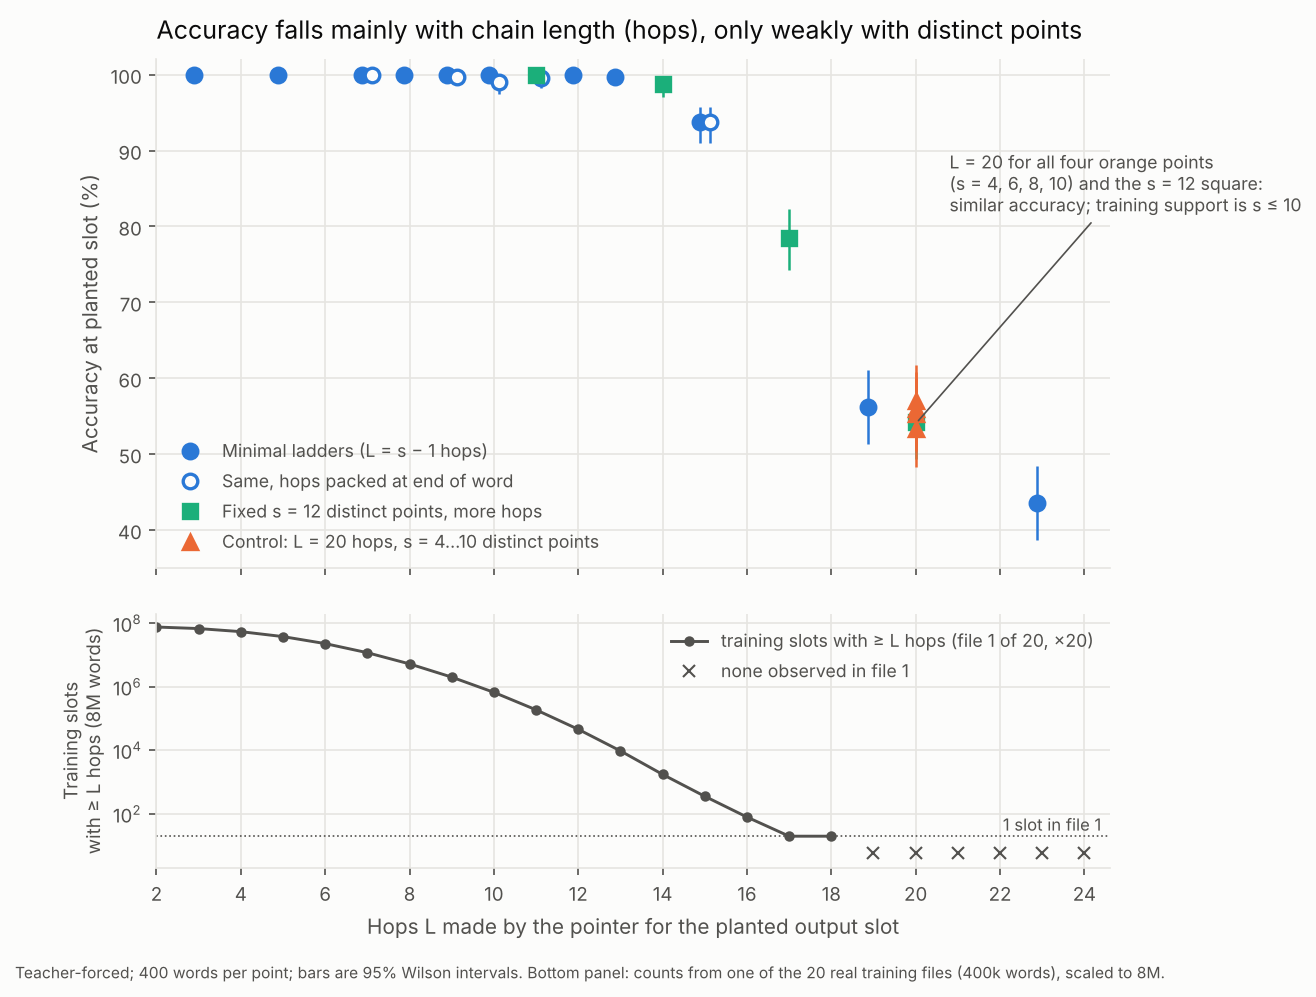 Accuracy falls mainly with chain length (hops), only weakly with distinct points
Accuracy at planted slot (%)
100
90
80
70
60
50
40
L = 20 for all four orange points
(s = 4, 6, 8, 10) and the s = 12 square:
similar accuracy; training support is s ≤ 10
Minimal ladders (L = s − 1 hops)
Same, hops packed at end of word
Fixed s = 12 distinct points, more hops
Control: L = 20 hops, s = 4…10 distinct points
Training slots
with ≥ L hops (8M words)
10⁸
10⁶
10⁴
10²
training slots with ≥ L hops (file 1 of 20, ×20)
none observed in file 1
1 slot in file 1
2 4 6 8 10 12 14 16 18 20 22 24
Hops L made by the pointer for the planted output slot
Teacher-forced; 400 words per point; bars are 95% Wilson intervals. Bottom panel: counts from one of the 20 real training files (400k words), scaled to 8M.